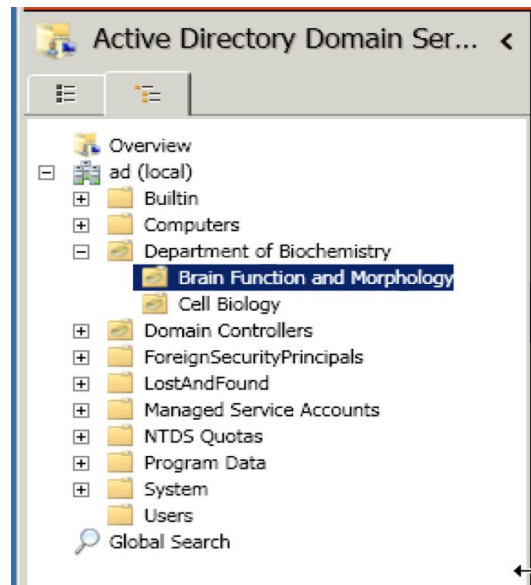 Active Directory Domain Ser...
Overview
ad (local)
Builtin
Computers
Department of Biochemistry
Brain Function and Morphology
Cell Biology
Domain Controllers
ForeignSecurityPrincipals
LostAndFound
Managed Service Accounts
NTDS Quotas
Program Data
System
Users
Global Search